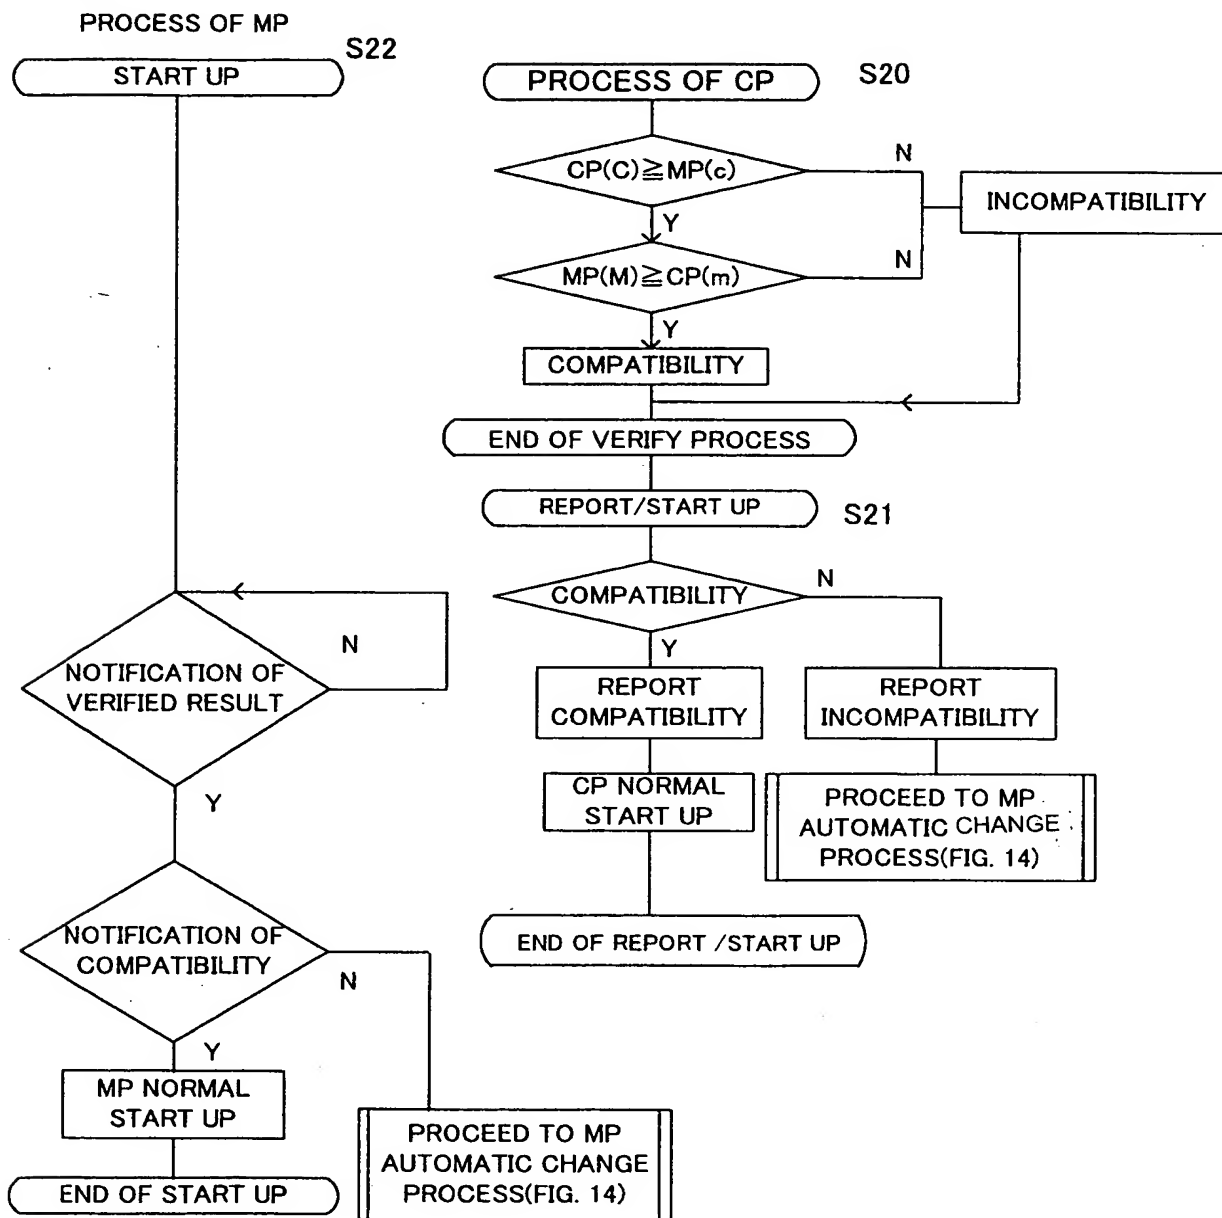 PROCESS OF MP
S22
START UP
NOTIFICATION OF
VERIFIED RESULT
N
Y
NOTIFICATION OF
COMPATIBILITY
N
Y
MP NORMAL
START UP
END OF START UP
PROCEED TO MP
AUTOMATIC CHANGE
PROCESS(FIG. 14)
PROCESS OF CP
S20
CP(C)≧MP(c)
N
Y
INCOMPATIBILITY
MP(M)≧CP(m)
N
Y
COMPATIBILITY
END OF VERIFY PROCESS
REPORT/START UP
S21
COMPATIBILITY
N
Y
REPORT
COMPATIBILITY
REPORT
INCOMPATIBILITY
CP NORMAL
START UP
PROCEED TO MP
AUTOMATIC CHANGE
PROCESS(FIG. 14)
END OF REPORT /START UP